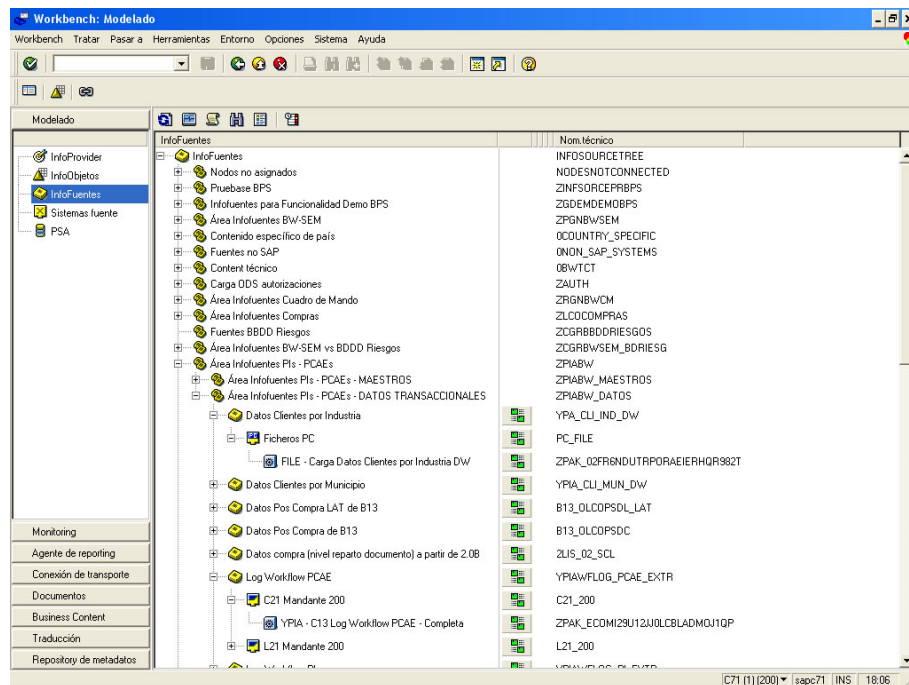 Workbench: Modelado
Workbench Tratar Pasar a Herramientas Entorno Opciones Sistema Ayuda
Modelado
InfoProvider
InfoObjetos
InfoFuentes
Sistemas fuente
PSA
Monitoring
Agente de reporting
Conexión de transporte
Documentos
Business Content
Traducción
Repository de metadatos
InfoFuentes Nom.técnico
InfoFuentes INFOSOURCETREE
Nodos no asignados NODESNOTCONNECTED
Pruebase BPS ZINFSORCEPRBPS
Infofuentes para Funcionalidad Demo BPS ZGDEMDEMOBPS
Área Infofuentes BW-SEM ZPGNBWSEM
Contenido específico de país 0COUNTRY_SPECIFIC
Fuentes no SAP 0NON_SAP_SYSTEMS
Content técnico 0BWTCT
Carga ODS autorizaciones ZAUTH
Área Infofuentes Cuadro de Mando ZRGNBWCM
Área Infofuentes Compras ZLCOCOMPRAS
Fuentes BBDD Riesgos ZCGRBBDDRIESGOS
Área Infofuentes BW-SEM vs BDDD Riesgos ZCGRBWSEM_BDRIESG
Área Infofuentes PIs - PCAEs ZPIABW
Área Infofuentes PIs - PCAEs - MAESTROS ZPIABW_MAESTROS
Área Infofuentes PIs - PCAEs - DATOS TRANSACCIONALES ZPIABW_DATOS
Datos Clientes por Industria YPA_CLI_IND_DW
Ficheros PC PC_FILE
FILE - Carga Datos Clientes por Industria DW ZPAK_02FR6NDUTRPORAEIERHQR982T
Datos Clientes por Municipio YPIA_CLI_MUN_DW
Datos Pos Compra LAT de B13 B13_OLCOPSDL_LAT
Datos Pos Compra de B13 B13_OLCOPSDC
Datos compra (nivel reparto documento) a partir de 2.0B 2LIS_02_SCL
Log Workflow PCAE YPIAWFLOG_PCAE_EXTR
C21 Mandante 200 C21_200
YPIA - C13 Log Workflow PCAE - Completa ZPAK_ECOMI29U12JJ0LCBLADMOJ1QP
L21 Mandante 200 L21_200
C71 (1) (200) sapc71 INS 18:06